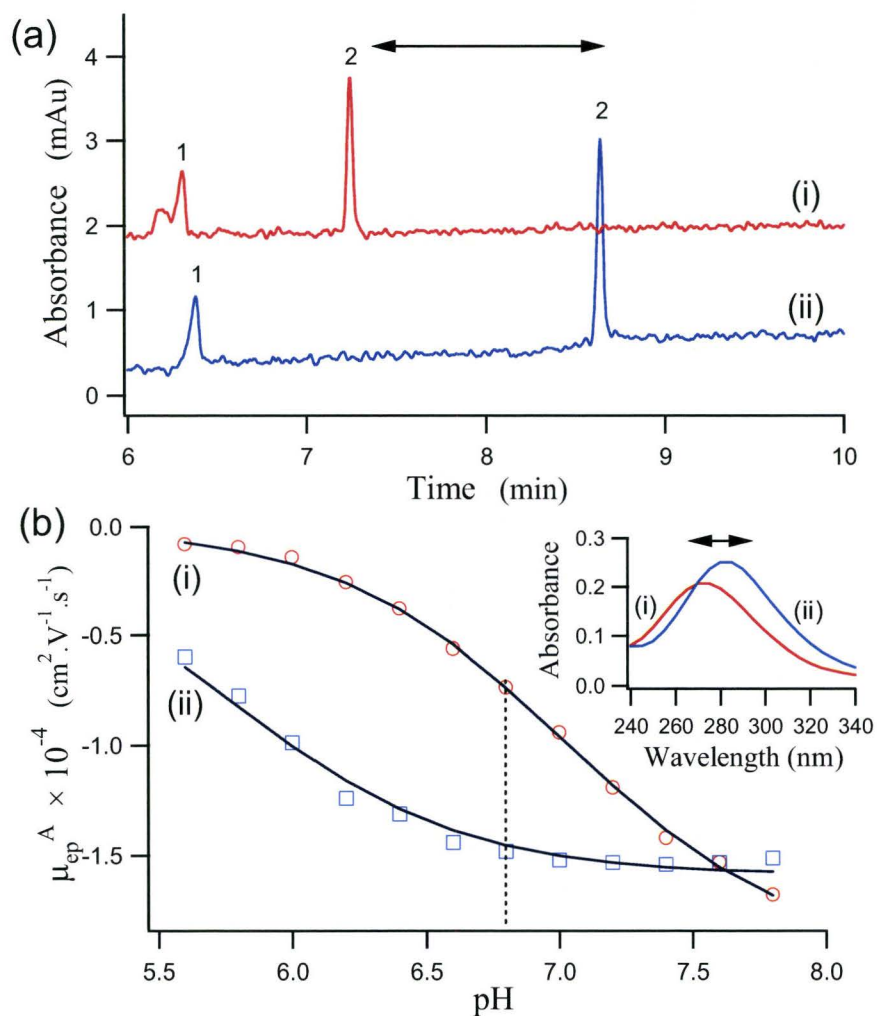 (a)
4
3
2
1
0
Absorbance (mAu)
1
2
2
(i)
1
(ii)
6
7
8
9
10
Time (min)
(b)
0.0
-0.5
-1.0
-1.5
μep^A × 10^-4 (cm^2.V^-1.s^-1)
(i)
(ii)
5.5
6.0
6.5
7.0
7.5
8.0
pH
0.3
0.2
0.1
0.0
Absorbance
(i)
(ii)
240
260
280
300
320
340
Wavelength (nm)